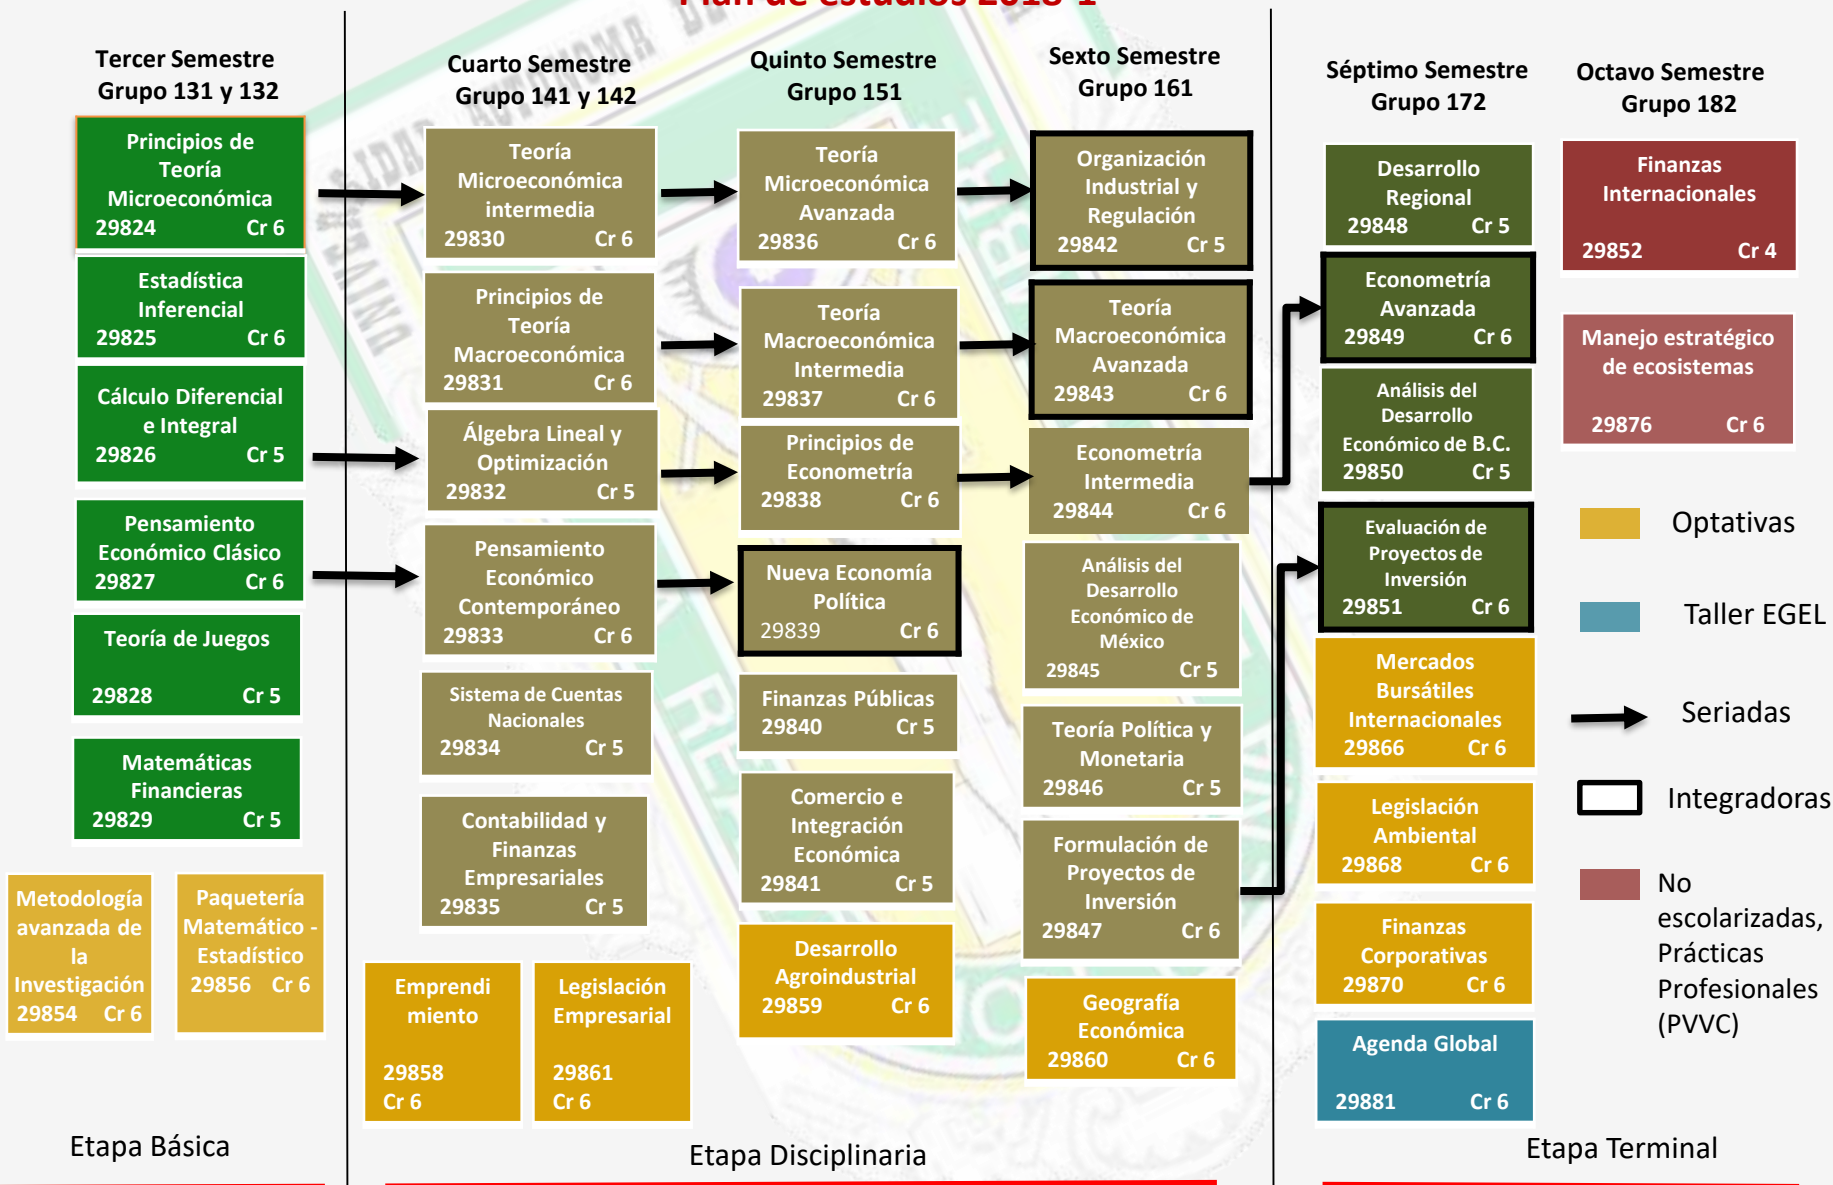 Plan de estudios 2018-1
Tercer Semestre
Grupo 131 y 132
Principios de
Teoría
Microeconómica
29824 Cr 6
Estadística
Inferencial
29825 Cr 6
Cálculo Diferencial
e Integral
29826 Cr 5
Pensamiento
Económico Clásico
29827 Cr 6
Teoría de Juegos
29828 Cr 5
Matemáticas
Financieras
29829 Cr 5
Metodología
avanzada de
la
Investigación
29854 Cr 6
Paquetería
Matemático -
Estadístico
29856 Cr 6
Etapa Básica
Cuarto Semestre
Grupo 141 y 142
Teoría
Microeconómica
intermedia
29830 Cr 6
Principios de
Teoría
Macroeconómica
29831 Cr 6
Álgebra Lineal y
Optimización
29832 Cr 5
Pensamiento
Económico
Contemporáneo
29833 Cr 6
Sistema de Cuentas
Nacionales
29834 Cr 5
Contabilidad y
Finanzas
Empresariales
29835 Cr 5
Emprendi
miento
29858
Cr 6
Legislación
Empresarial
29861
Cr 6
Quinto Semestre
Grupo 151
Teoría
Microeconómica
Avanzada
29836 Cr 6
Teoría
Macroeconómica
Intermedia
29837 Cr 6
Principios de
Econometría
29838 Cr 6
Nueva Economía
Política
29839 Cr 6
Finanzas Públicas
29840 Cr 5
Comercio e
Integración
Económica
29841 Cr 5
Desarrollo
Agroindustrial
29859 Cr 6
Sexto Semestre
Grupo 161
Organización
Industrial y
Regulación
29842 Cr 5
Teoría
Macroeconómica
Avanzada
29843 Cr 6
Econometría
Intermedia
29844 Cr 6
Análisis del
Desarrollo
Económico de
México
29845 Cr 5
Teoría Política y
Monetaria
29846 Cr 5
Formulación de
Proyectos de
Inversión
29847 Cr 6
Geografía
Económica
29860 Cr 6
Etapa Disciplinaria
Séptimo Semestre
Grupo 172
Desarrollo
Regional
29848 Cr 5
Econometría
Avanzada
29849 Cr 6
Análisis del
Desarrollo
Económico de B.C.
29850 Cr 5
Evaluación de
Proyectos de
Inversión
29851 Cr 6
Mercados
Bursátiles
Internacionales
29866 Cr 6
Legislación
Ambiental
29868 Cr 6
Finanzas
Corporativas
29870 Cr 6
Agenda Global
29881 Cr 6
Octavo Semestre
Grupo 182
Finanzas
Internacionales
29852 Cr 4
Manejo estratégico
de ecosistemas
29876 Cr 6
Optativas
Taller EGEL
Seriadas
Integradoras
No
escolarizadas,
Prácticas
Profesionales
(PVVC)
Etapa Terminal